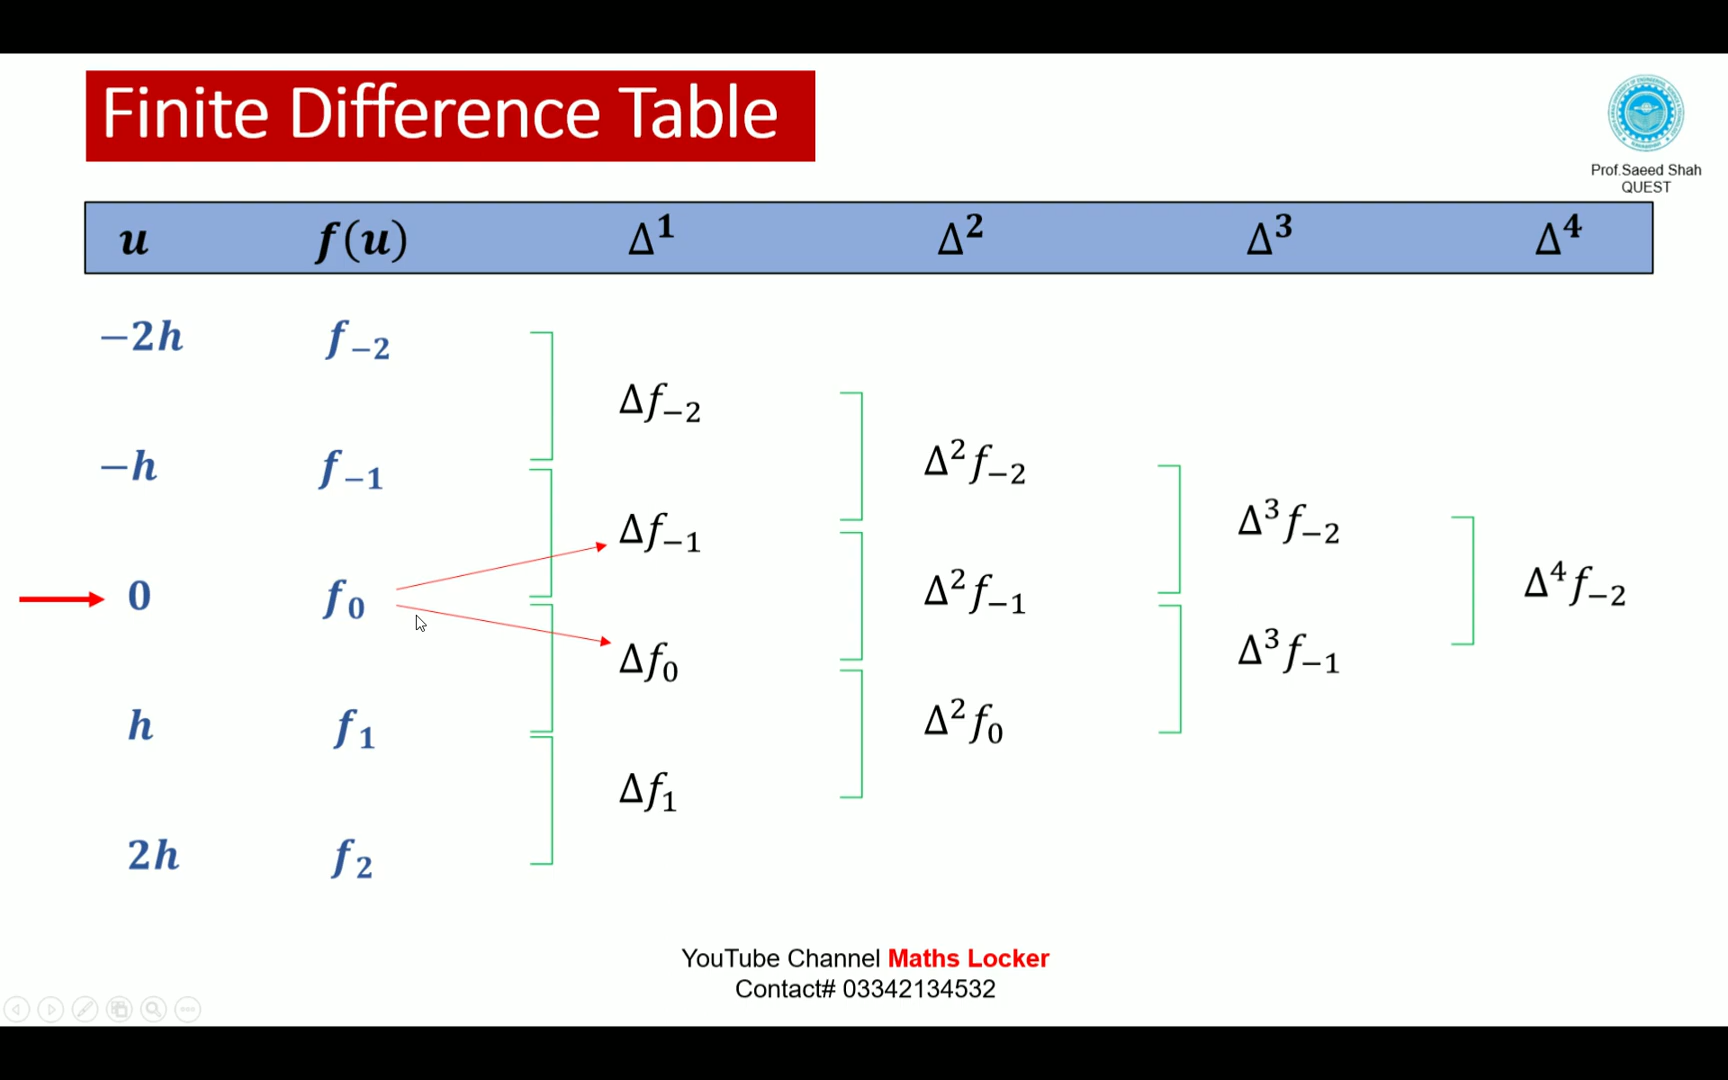 Finite Difference Table
Prof.Saeed Shah
QUEST
u f(u) Δ¹ Δ² Δ³ Δ⁴
−2h f₋₂
Δf₋₂
−h f₋₁ Δ²f₋₂
Δf₋₁ Δ³f₋₂
0 f₀ Δ²f₋₁ Δ⁴f₋₂
Δf₀ Δ³f₋₁
h f₁ Δ²f₀
Δf₁
2h f₂
YouTube Channel Maths Locker
Contact# 03342134532